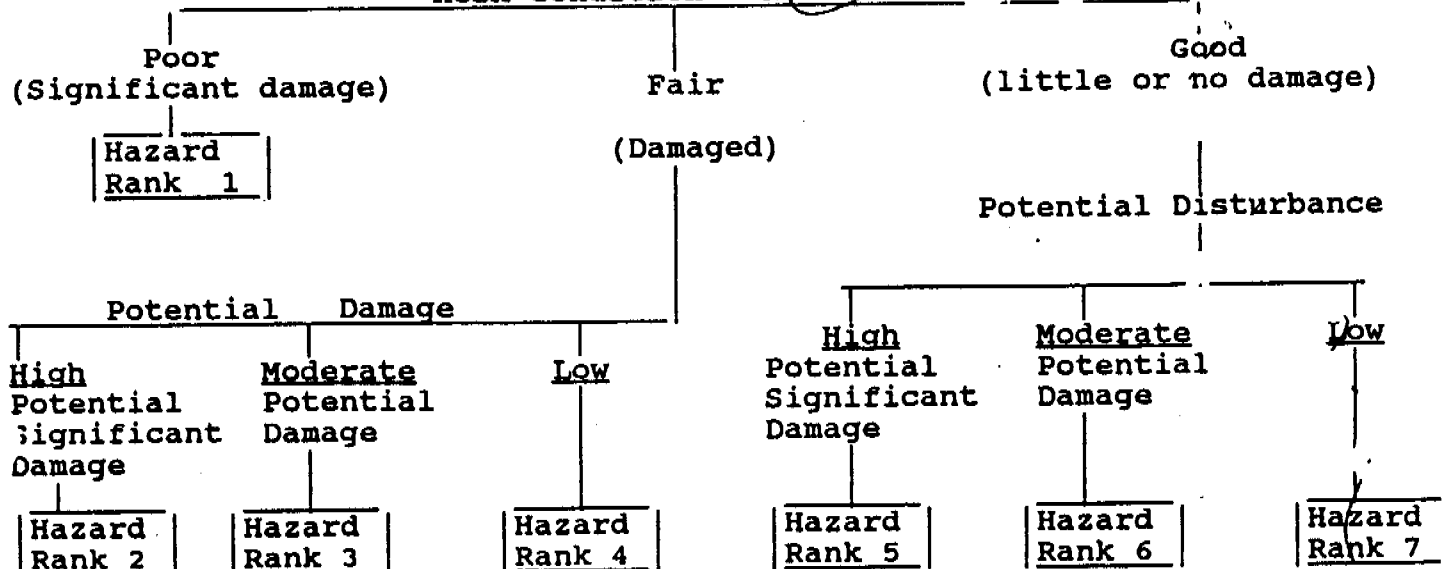 Poor
(Significant damage)
Hazard
Rank 1
Fair
(Damaged)
Good
(little or no damage)
Potential Disturbance
Potential Damage
High
Potential
Significant
Damage
Hazard
Rank 2
Moderate
Potential
Damage
Hazard
Rank 3
Low
Hazard
Rank 4
High
Potential
Significant
Damage
Hazard
Rank 5
Moderate
Potential
Damage
Hazard
Rank 6
Low
Hazard
Rank 7